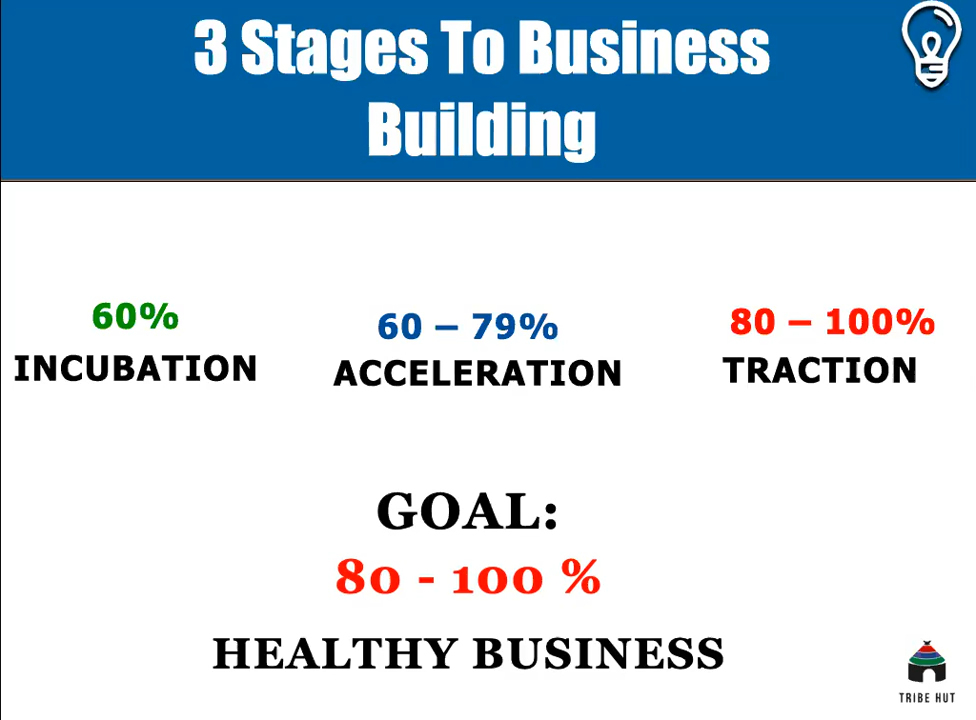 3 Stages To Business
Building
60%
INCUBATION
60 – 79%
ACCELERATION
80 – 100%
TRACTION
GOAL:
80 - 100 %
HEALTHY BUSINESS
TRIBE HUT